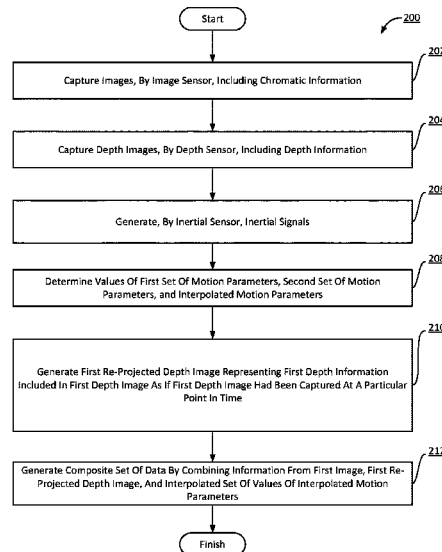 Start
200
202
Capture Images, By Image Sensor, Including Chromatic Information
204
Capture Depth Images, By Depth Sensor, Including Depth Information
206
Generate, By Inertial Sensor, Inertial Signals
208
Determine Values Of First Set Of Motion Parameters, Second Set Of Motion
Parameters, and Interpolated Motion Parameters
210
Generate First Re-Projected Depth Image Representing First Depth Information
Included In First Depth Image As If First Depth Image Had Been Captured At A Particular
Point In Time
212
Generate Composite Set Of Data By Combining Information From First Image, First Re-
Projected Depth Image, And Interpolated Set Of Values Of Interpolated Motion
Parameters
Finish